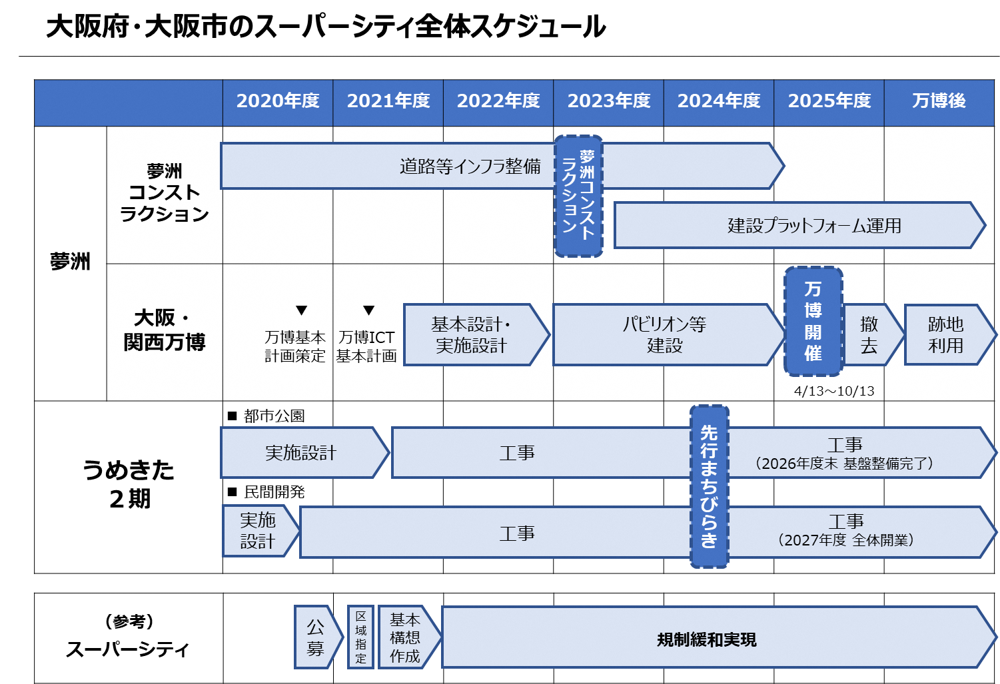 大阪府・大阪市のスーパーシティ全体スケジュール
2020年度
2021年度
2022年度
2023年度
2024年度
2025年度
万博後
夢洲
夢洲
コンスト
ラクション
道路等インフラ整備
夢洲コンスト
ラクション
建設プラットフォーム運用
大阪・
関西万博
▼
万博基本
計画策定
▼
万博ICT
基本計画
基本設計・
実施設計
パビリオン等
建設
万博開催
4/13～10/13
撤去
跡地
利用
うめきた
２期
■ 都市公園
実施設計
工事
先行まちびらき
工事
（2026年度末 基盤整備完了）
■ 民間開発
実施
設計
工事
工事
（2027年度 全体開業）
（参考）
スーパーシティ
公募
区域指定
基本
構想
作成
規制緩和実現